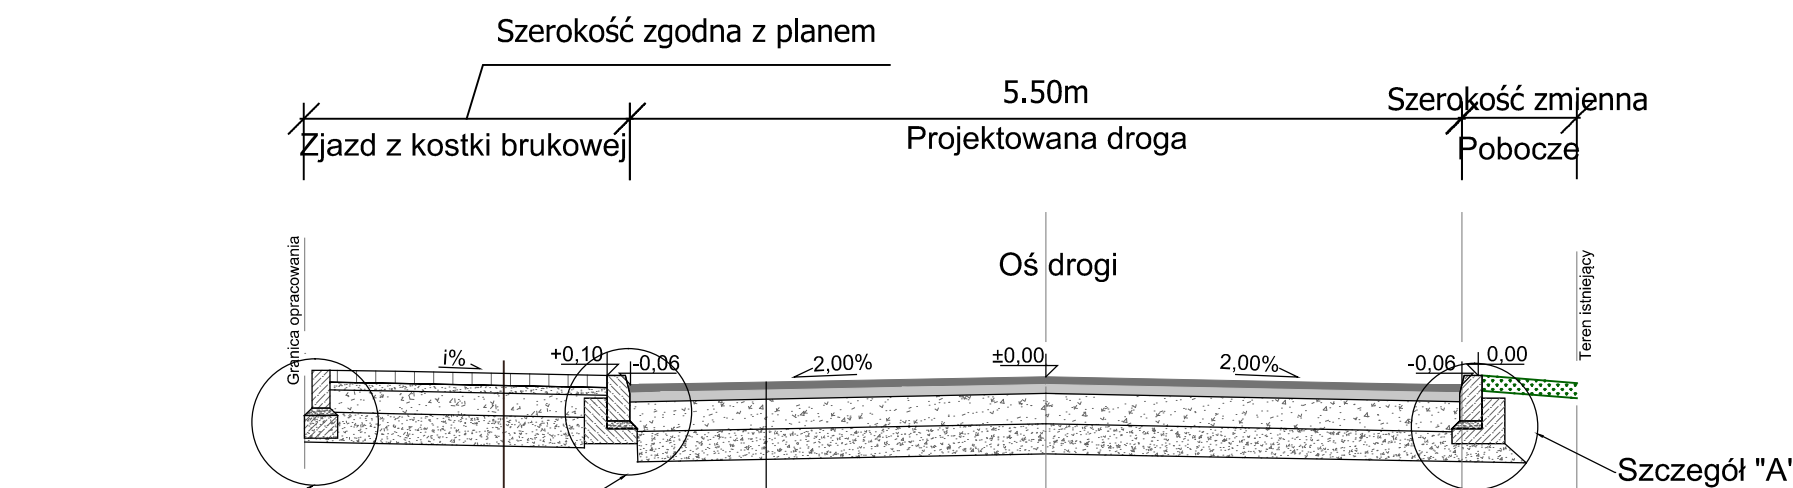 Szerokość zgodna z planem
5.50m
Szerokość zmienna
Zjazd z kostki brukowej
Projektowana droga
Pobocze
Granica opracowania
Oś drogi
Teren istniejący
i%
+0,10
-0,06
2,00%
±0,00
2,00%
-0,06
0,00
Szczegół "A'